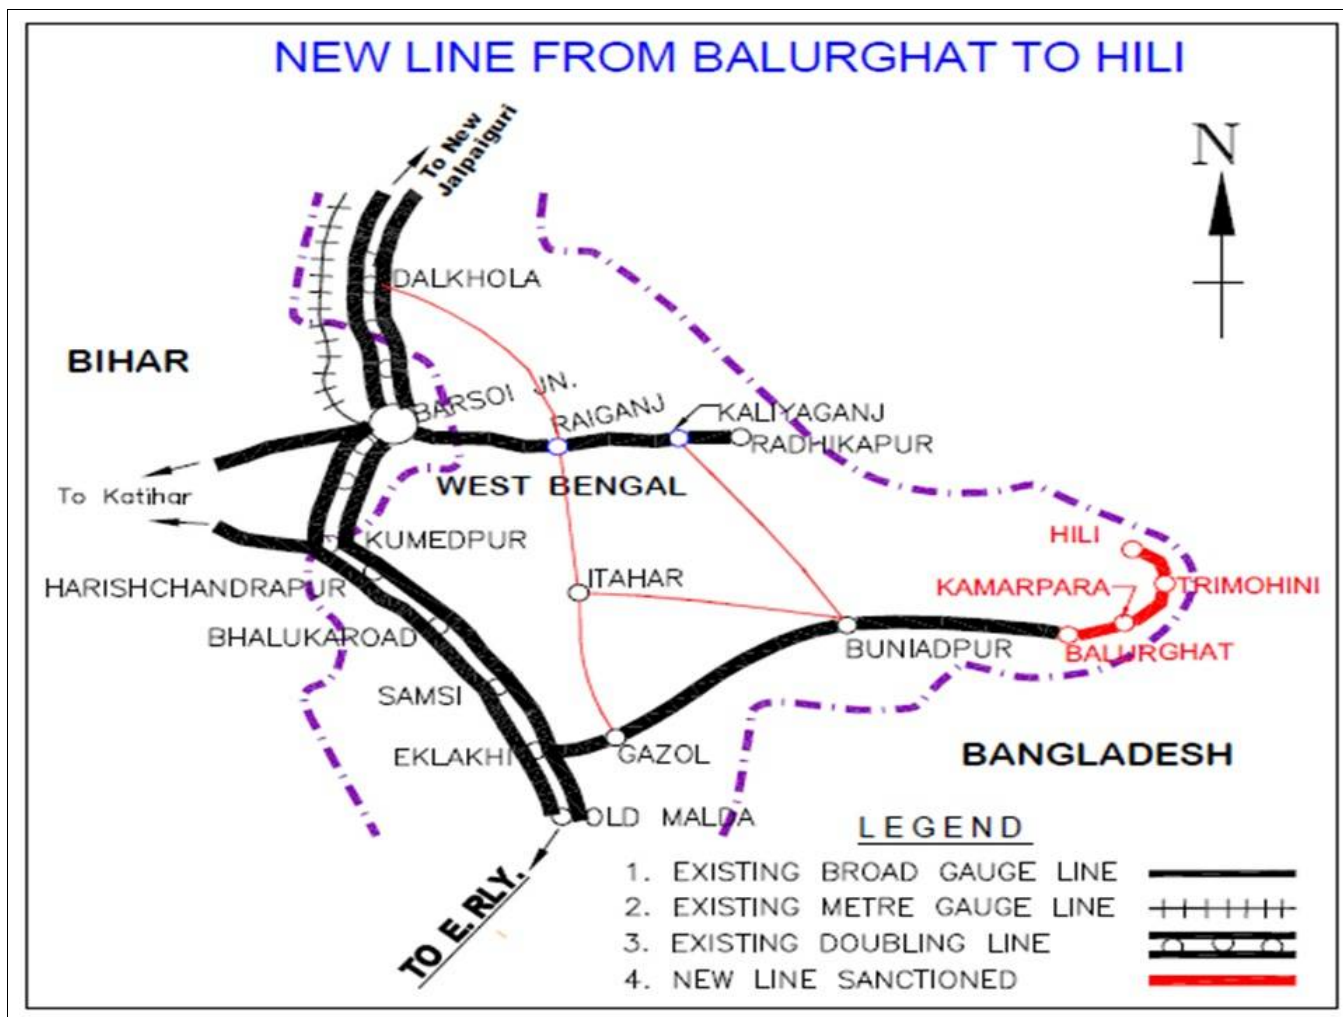 NEW LINE FROM BALURGHAT TO HILI
To New
Jalpaiguri
N
DALKHOLA
BIHAR
BARSOI JN.
RAIGANJ
KALIYAGANJ
RADHIKAPUR
To Katihar
WEST BENGAL
KUMEDPUR
HILI
HARISHCHANDRAPUR
ITAHAR
KAMARPARA
TRIMOHINI
BHALUKAROAD
BUNIADPUR
BALURGHAT
SAMSI
EKLAKHI
GAZOL
BANGLADESH
OLD MALDA
TO E. RLY.
LEGEND
1. EXISTING BROAD GAUGE LINE
2. EXISTING METRE GAUGE LINE
3. EXISTING DOUBLING LINE
4. NEW LINE SANCTIONED